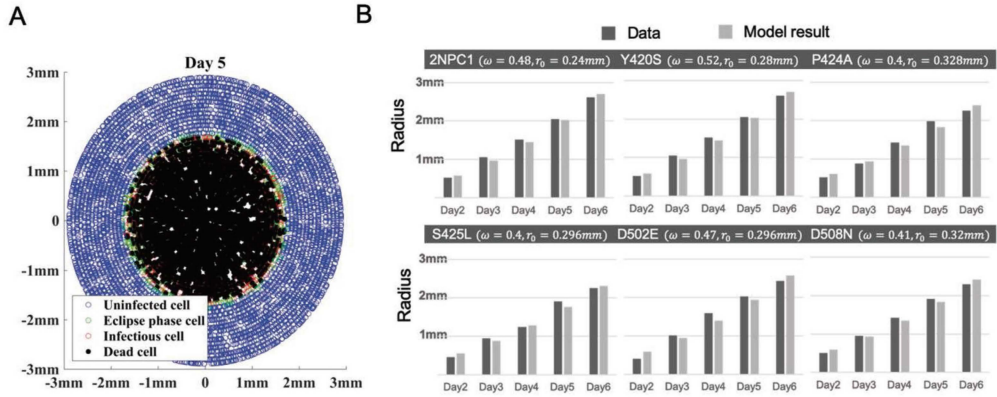 A
Day 5
3mm
2mm
1mm
0
-1mm
-2mm
-3mm
Uninfected cell
Eclipse phase cell
Infectious cell
Dead cell
-3mm -2mm -1mm 0 1mm 2mm 3mm
B
Data Model result
2NPC1 (ω = 0.48, r₀ = 0.24mm) Y420S (ω = 0.52, r₀ = 0.28mm) P424A (ω = 0.4, r₀ = 0.328mm)
3mm
2mm
1mm
Radius
Day2 Day3 Day4 Day5 Day6 Day2 Day3 Day4 Day5 Day6 Day2 Day3 Day4 Day5 Day6
S425L (ω = 0.4, r₀ = 0.296mm) D502E (ω = 0.47, r₀ = 0.296mm) D508N (ω = 0.41, r₀ = 0.32mm)
3mm
2mm
1mm
Radius
Day2 Day3 Day4 Day5 Day6 Day2 Day3 Day4 Day5 Day6 Day2 Day3 Day4 Day5 Day6